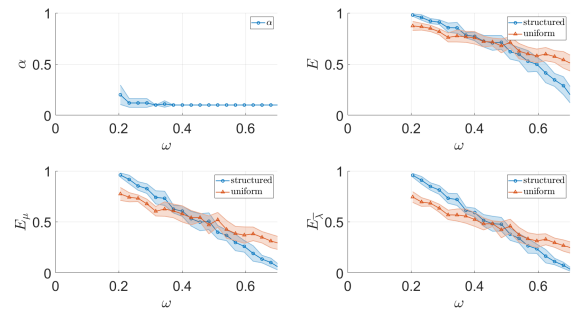 1
0.5
0
α
α
0
0.2
0.4
0.6
ω
1
0.5
0
E
structured
uniform
0
0.2
0.4
0.6
ω
1
0.5
0
E_μ
structured
uniform
0
0.2
0.4
0.6
ω
1
0.5
0
E_λ̄
structured
uniform
0
0.2
0.4
0.6
ω